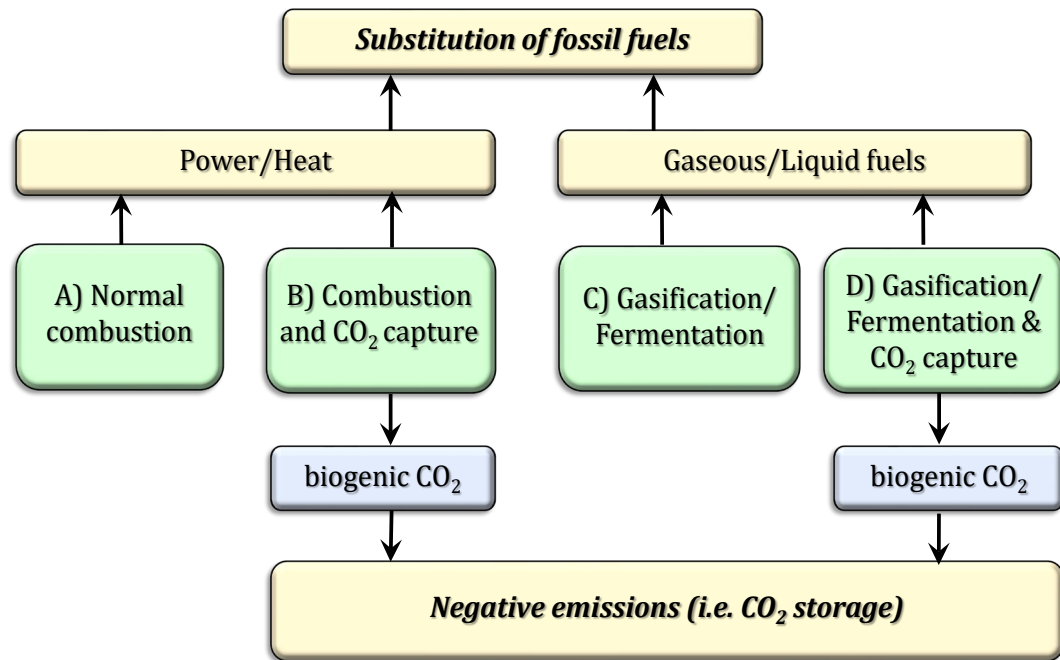 Substitution of fossil fuels
Power/Heat
Gaseous/Liquid fuels
A) Normal
combustion
B) Combustion
and CO₂ capture
C) Gasification/
Fermentation
D) Gasification/
Fermentation &
CO₂ capture
biogenic CO₂
biogenic CO₂
Negative emissions (i.e. CO₂ storage)